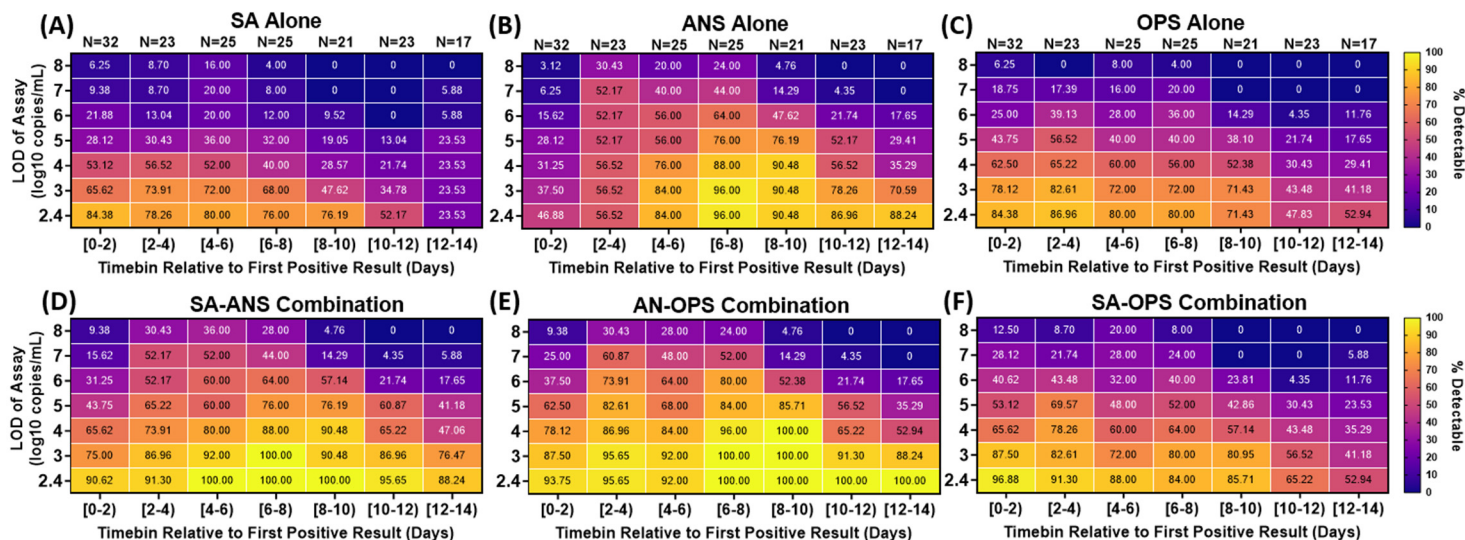 (A) SA Alone
N=32 N=23 N=25 N=25 N=21 N=23 N=17
8 6.25 8.70 16.00 4.00 0 0 0
7 9.38 8.70 20.00 8.00 0 0 5.88
6 21.88 13.04 20.00 12.00 9.52 0 5.88
5 28.12 30.43 36.00 32.00 19.05 13.04 23.53
4 53.12 56.52 52.00 40.00 28.57 21.74 23.53
3 65.62 73.91 72.00 68.00 47.62 34.78 23.53
2.4 84.38 78.26 80.00 76.00 76.19 52.17 23.53
[0-2) [2-4) [4-6) [6-8) [8-10) [10-12) [12-14)
Timebin Relative to First Positive Result (Days)
LOD of Assay
(log10 copies/mL)
(B) ANS Alone
N=32 N=23 N=25 N=25 N=21 N=23 N=17
8 3.12 30.43 20.00 24.00 4.76 0 0
7 6.25 52.17 40.00 44.00 14.29 4.35 0
6 15.62 52.17 56.00 64.00 47.62 21.74 17.65
5 28.12 52.17 56.00 76.00 76.19 52.17 29.41
4 31.25 56.52 76.00 88.00 90.48 56.52 35.29
3 37.50 56.52 84.00 96.00 90.48 78.26 70.59
2.4 46.88 56.52 84.00 96.00 90.48 86.96 88.24
[0-2) [2-4) [4-6) [6-8) [8-10) [10-12) [12-14)
Timebin Relative to First Positive Result (Days)
(C) OPS Alone
N=32 N=23 N=25 N=25 N=21 N=23 N=17
8 6.25 0 8.00 4.00 0 0 0
7 18.75 17.39 16.00 20.00 0 0 0
6 25.00 39.13 28.00 36.00 14.29 4.35 11.76
5 43.75 56.52 40.00 40.00 38.10 21.74 17.65
4 62.50 65.22 60.00 56.00 52.38 30.43 29.41
3 78.12 82.61 72.00 72.00 71.43 43.48 41.18
2.4 84.38 86.96 80.00 80.00 71.43 47.83 52.94
[0-2) [2-4) [4-6) [6-8) [8-10) [10-12) [12-14)
Timebin Relative to First Positive Result (Days)
100
90
80
70
60
50
40
30
20
10
0
% Detectable
(D) SA-ANS Combination
8 9.38 30.43 36.00 28.00 4.76 0 0
7 15.62 52.17 52.00 44.00 14.29 4.35 5.88
6 31.25 52.17 60.00 64.00 57.14 21.74 17.65
5 43.75 65.22 60.00 76.00 76.19 60.87 41.18
4 65.62 73.91 80.00 88.00 90.48 65.22 47.06
3 75.00 86.96 92.00 100.00 90.48 86.96 76.47
2.4 90.62 91.30 100.00 100.00 100.00 95.65 88.24
[0-2) [2-4) [4-6) [6-8) [8-10) [10-12) [12-14)
Timebin Relative to First Positive Result (Days)
LOD of Assay
(log10 copies/mL)
(E) AN-OPS Combination
8 9.38 30.43 28.00 24.00 4.76 0 0
7 25.00 60.87 48.00 52.00 14.29 4.35 0
6 37.50 73.91 64.00 80.00 52.38 21.74 17.65
5 62.50 82.61 68.00 84.00 85.71 56.52 35.29
4 78.12 86.96 84.00 96.00 100.00 65.22 52.94
3 87.50 95.65 92.00 100.00 100.00 91.30 88.24
2.4 93.75 95.65 92.00 100.00 100.00 100.00 100.00
[0-2) [2-4) [4-6) [6-8) [8-10) [10-12) [12-14)
Timebin Relative to First Positive Result (Days)
(F) SA-OPS Combination
8 12.50 8.70 20.00 8.00 0 0 0
7 28.12 21.74 28.00 24.00 0 0 5.88
6 40.62 43.48 32.00 40.00 23.81 4.35 11.76
5 53.12 69.57 48.00 52.00 42.86 30.43 23.53
4 65.62 78.26 60.00 64.00 57.14 43.48 35.29
3 87.50 82.61 72.00 80.00 80.95 56.52 41.18
2.4 96.88 91.30 88.00 84.00 85.71 65.22 52.94
[0-2) [2-4) [4-6) [6-8) [8-10) [10-12) [12-14)
Timebin Relative to First Positive Result (Days)
100
90
80
70
60
50
40
30
20
10
0
% Detectable